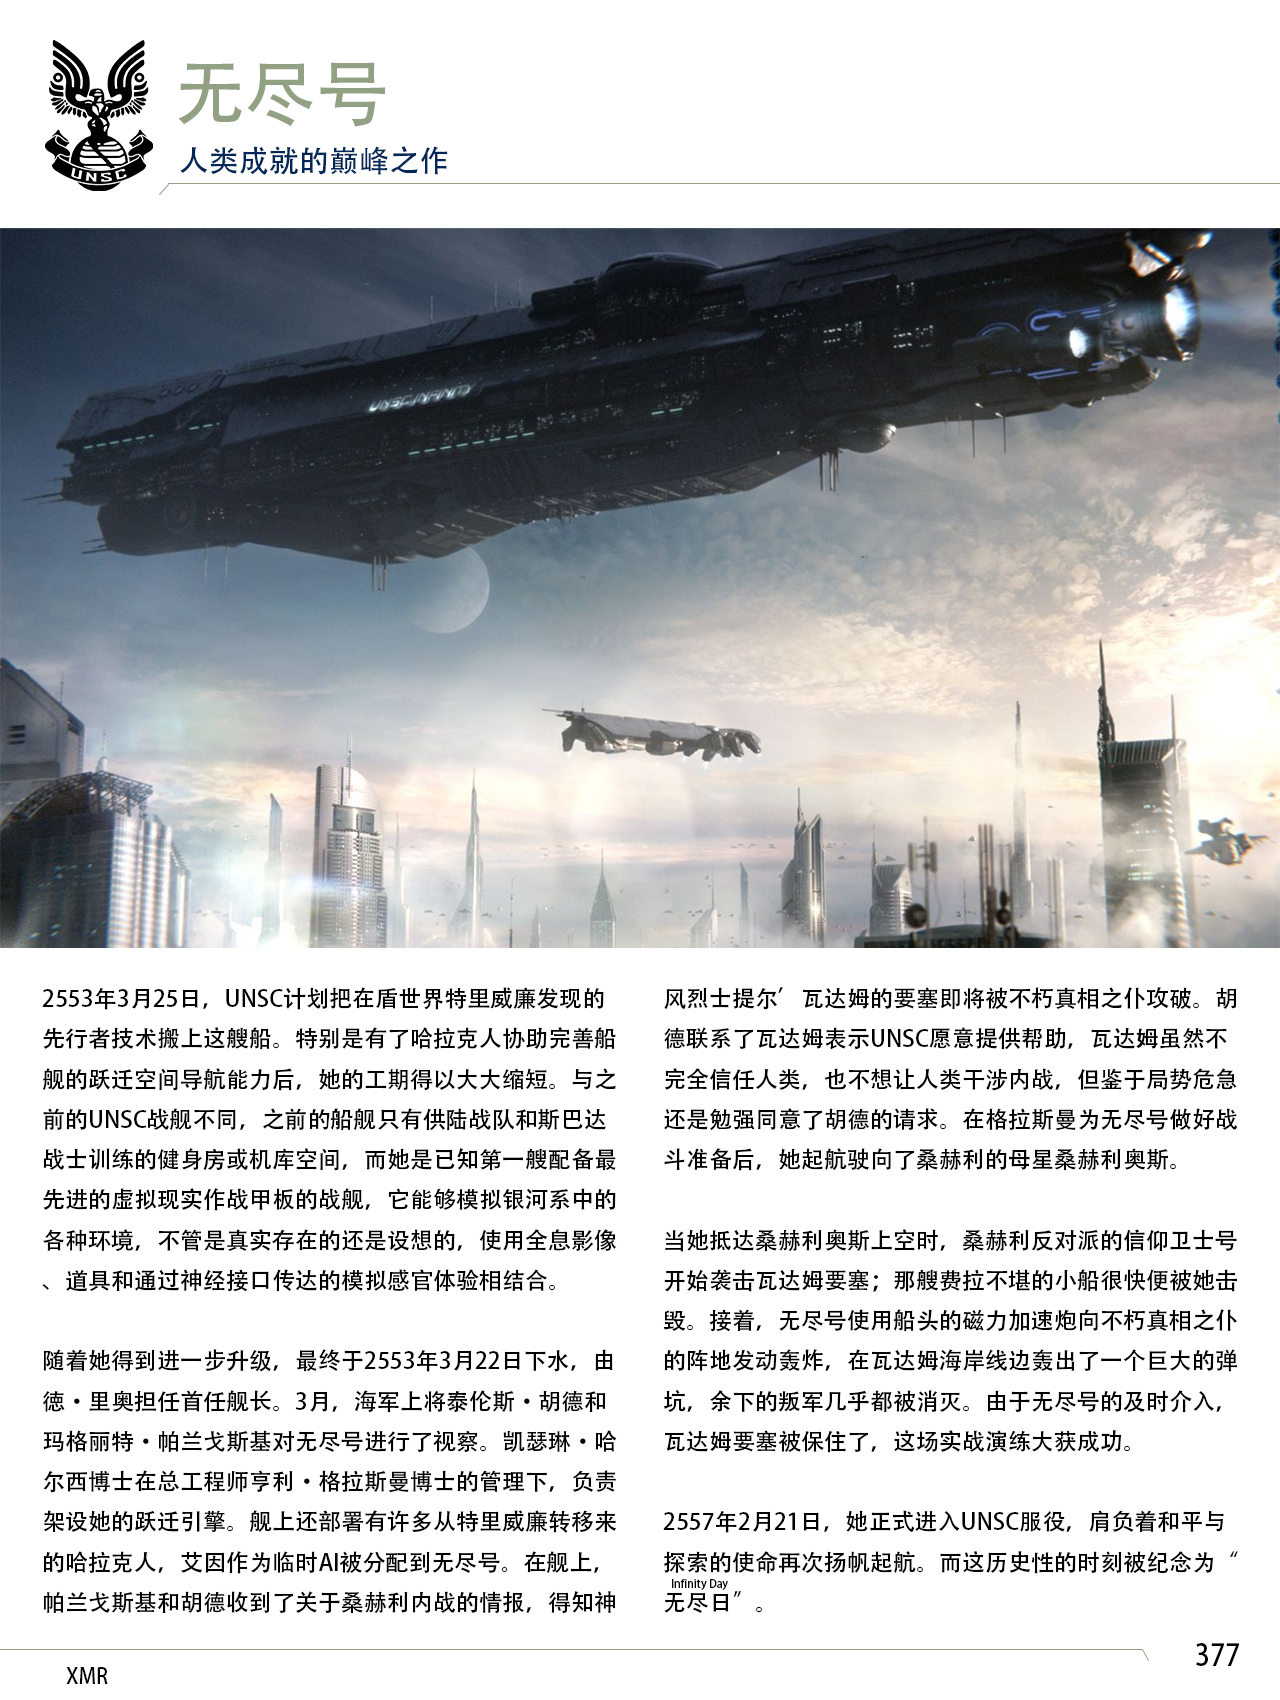 UNSC
无尽号
人类成就的巅峰之作
UNSC INFINITY
2553年3月25日，UNSC计划把在盾世界特里威廉发现的
先行者技术搬上这艘船。特别是有了哈拉克人协助完善船
舰的跃迁空间导航能力后，她的工期得以大大缩短。与之
前的UNSC战舰不同，之前的船舰只有供陆战队和斯巴达
战士训练的健身房或机库空间，而她是已知第一艘配备最
先进的虚拟现实作战甲板的战舰，它能够模拟银河系中的
各种环境，不管是真实存在的还是设想的，使用全息影像
、道具和通过神经接口传达的模拟感官体验相结合。
随着她得到进一步升级，最终于2553年3月22日下水，由
德·里奥担任首任舰长。3月，海军上将泰伦斯·胡德和
玛格丽特·帕兰戈斯基对无尽号进行了视察。凯瑟琳·哈
尔西博士在总工程师亨利·格拉斯曼博士的管理下，负责
架设她的跃迁引擎。舰上还部署有许多从特里威廉转移来
的哈拉克人，艾因作为临时AI被分配到无尽号。在舰上，
帕兰戈斯基和胡德收到了关于桑赫利内战的情报，得知神
风烈士提尔’瓦达姆的要塞即将被不朽真相之仆攻破。胡
德联系了瓦达姆表示UNSC愿意提供帮助，瓦达姆虽然不
完全信任人类，也不想让人类干涉内战，但鉴于局势危急
还是勉强同意了胡德的请求。在格拉斯曼为无尽号做好战
斗准备后，她起航驶向了桑赫利的母星桑赫利奥斯。
当她抵达桑赫利奥斯上空时，桑赫利反对派的信仰卫士号
开始袭击瓦达姆要塞；那艘费拉不堪的小船很快便被她击
毁。接着，无尽号使用船头的磁力加速炮向不朽真相之仆
的阵地发动轰炸，在瓦达姆海岸线边轰出了一个巨大的弹
坑，余下的叛军几乎都被消灭。由于无尽号的及时介入，
瓦达姆要塞被保住了，这场实战演练大获成功。
2557年2月21日，她正式进入UNSC服役，肩负着和平与
探索的使命再次扬帆起航。而这历史性的时刻被纪念为“
Infinity Day
无尽日”。
377
XMR